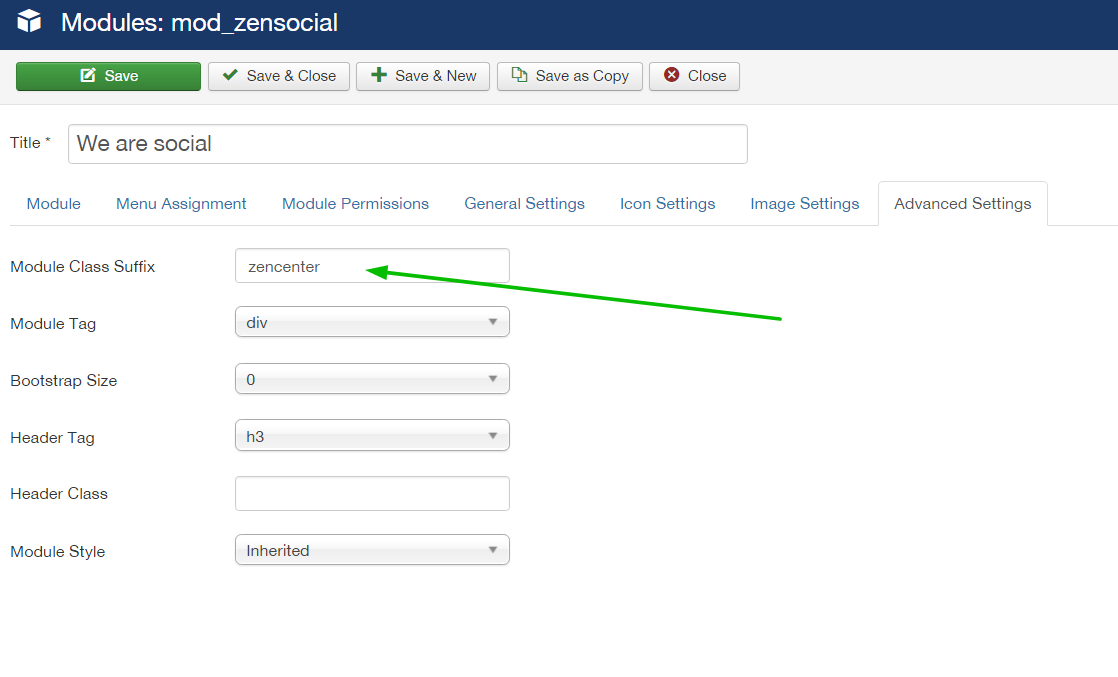 Modules: mod_zensocial
Save Save & Close Save & New Save as Copy Close
Title * We are social
Module Menu Assignment Module Permissions General Settings Icon Settings Image Settings Advanced Settings
Module Class Suffix zencenter
Module Tag div
Bootstrap Size 0
Header Tag h3
Header Class
Module Style Inherited